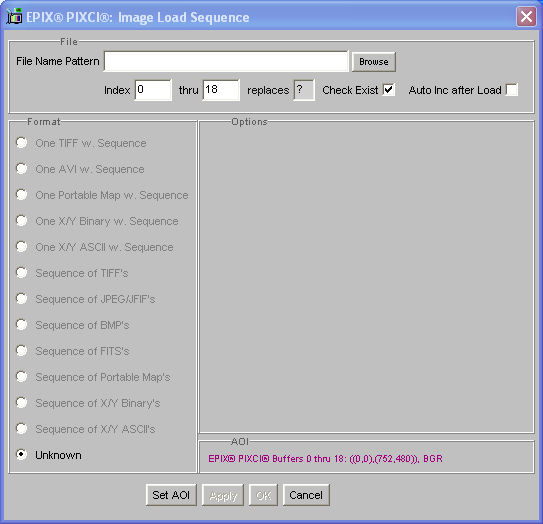 EPIX® PIXCI®: Image Load Sequence
File
File Name Pattern Browse
Index 0 thru 18 replaces ? Check Exist Auto Inc after Load
Format
One TIFF w. Sequence
One AVI w. Sequence
One Portable Map w. Sequence
One X/Y Binary w. Sequence
One X/Y ASCII w. Sequence
Sequence of TIFF's
Sequence of JPEG/JFIF's
Sequence of BMP's
Sequence of FITS's
Sequence of Portable Map's
Sequence of X/Y Binary's
Sequence of X/Y ASCII's
Unknown
Options
AOI
EPIX® PIXCI® Buffers 0 thru 18: ((0,0),(752,480)), BGR
Set AOI Apply OK Cancel